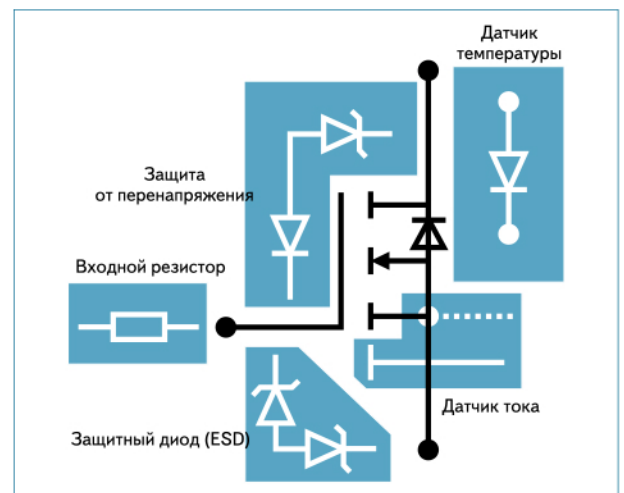 Датчик
температуры
Защита
от перенапряжения
Входной резистор
Датчик тока
Защитный диод (ESD)